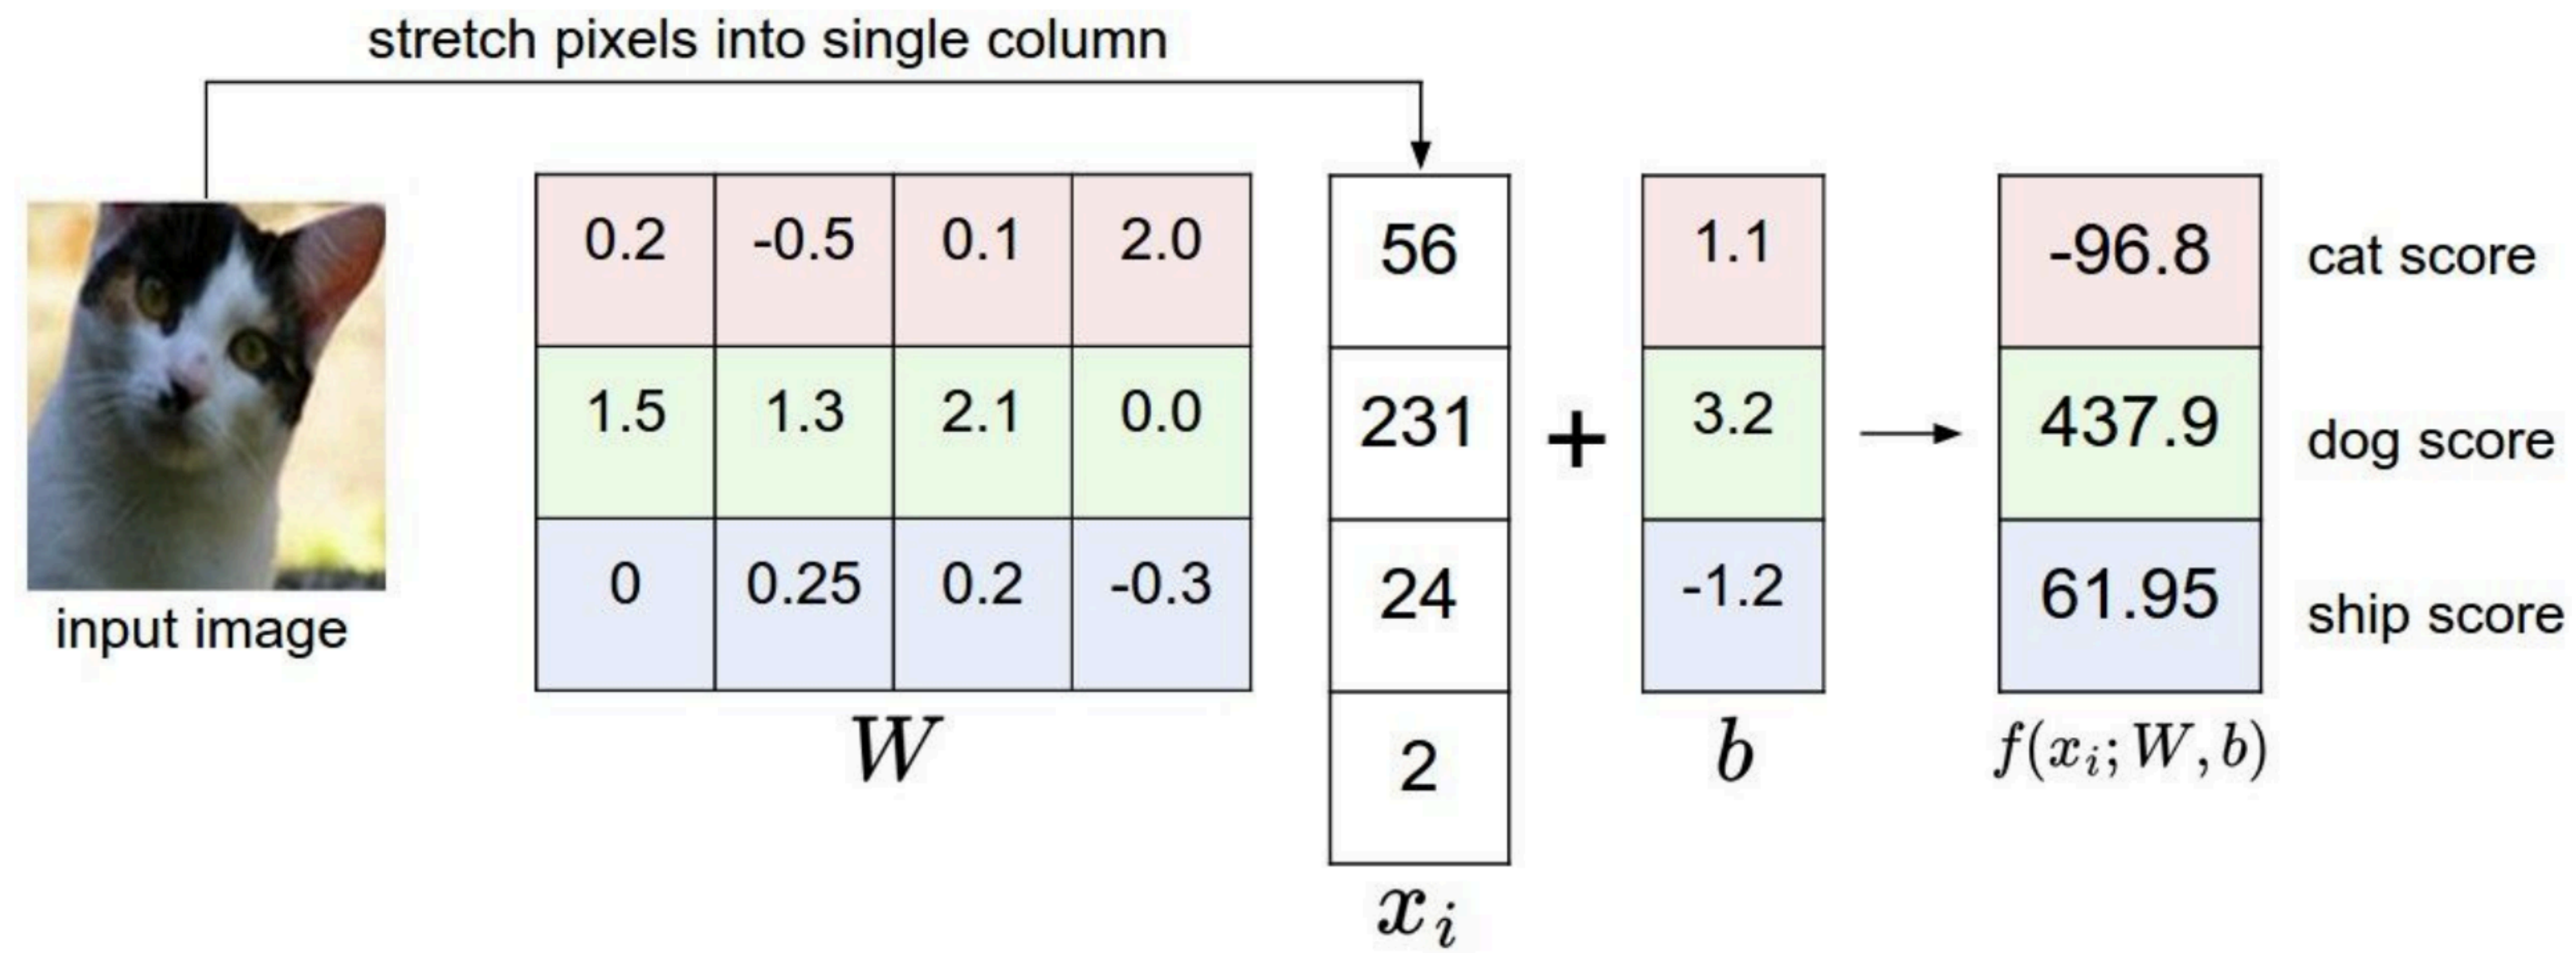 stretch pixels into single column
0.2 -0.5 0.1 2.0
1.5 1.3 2.1 0.0
0 0.25 0.2 -0.3
W
56
231
24
2
x_i
+
1.1
3.2
-1.2
b
-96.8 cat score
437.9 dog score
61.95 ship score
f(x_i; W, b)
input image